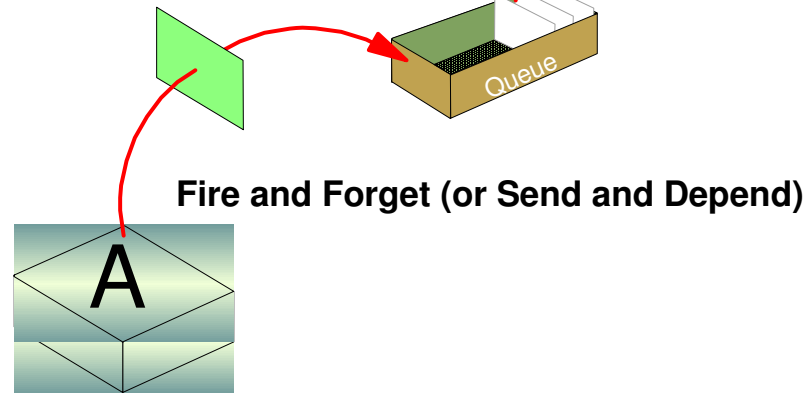 Queue
Fire and Forget (or Send and Depend)
A